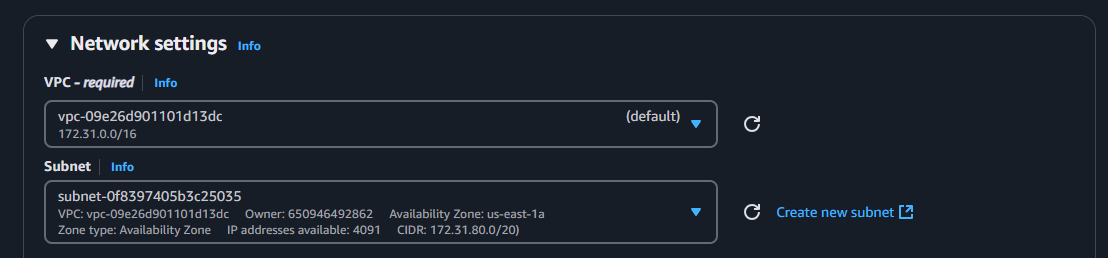 Network settings Info
VPC - required Info
vpc-09e26d901101d13dc (default)
172.31.0.0/16
Subnet Info
subnet-0f8397405b3c25035
VPC: vpc-09e26d901101d13dc Owner: 650946492862 Availability Zone: us-east-1a
Zone type: Availability Zone IP addresses available: 4091 CIDR: 172.31.80.0/20)
Create new subnet